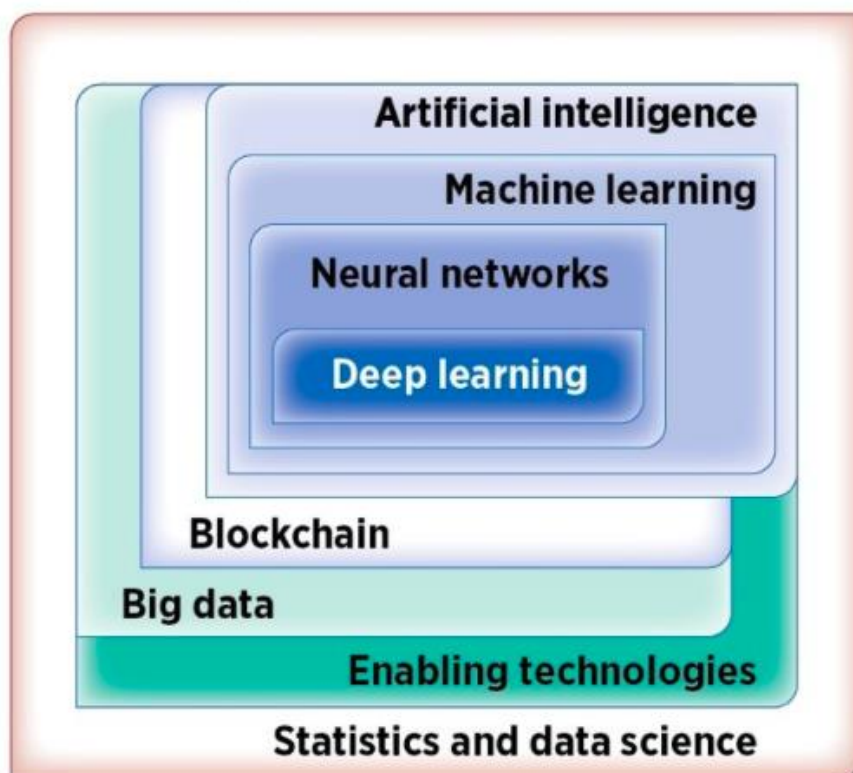 Artificial intelligence
Machine learning
Neural networks
Deep learning
Blockchain
Big data
Enabling technologies
Statistics and data science